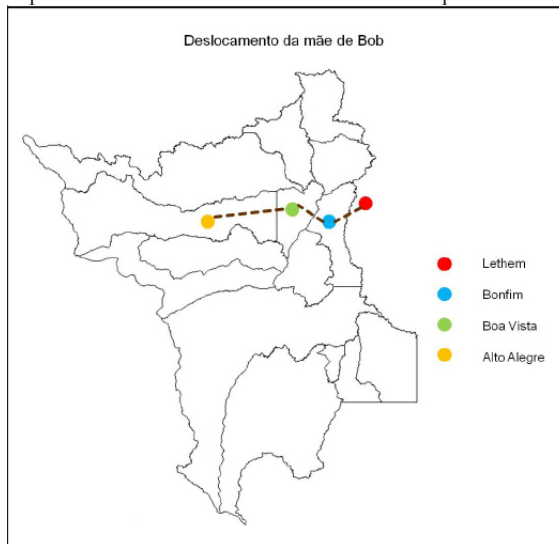 Deslocamento da mãe de Bob
Lethem
Bonfim
Boa Vista
Alto Alegre